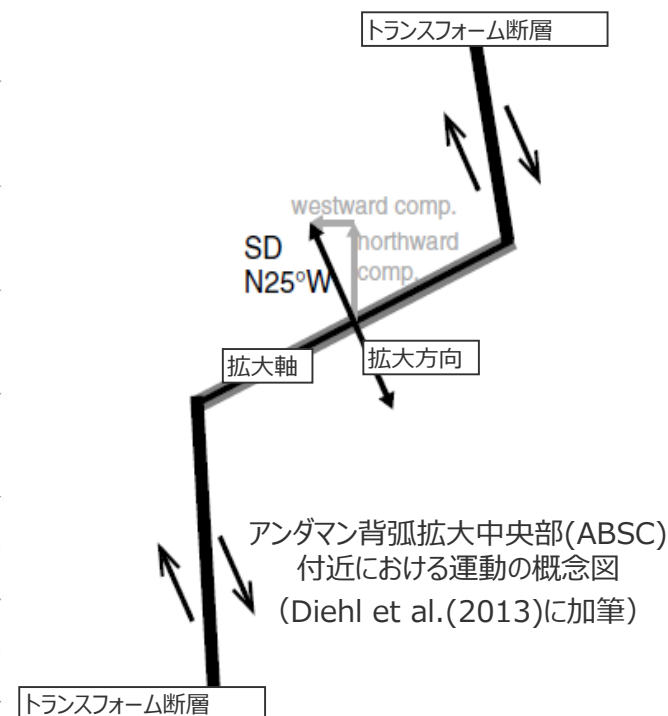 トランスフォーム断層
westward comp.
SD
N25°W
northward
comp.
拡大軸
拡大方向
アンダマン背弧拡大中央部(ABSC)
付近における運動の概念図
（Diehl et al.(2013)に加筆）
トランスフォーム断層